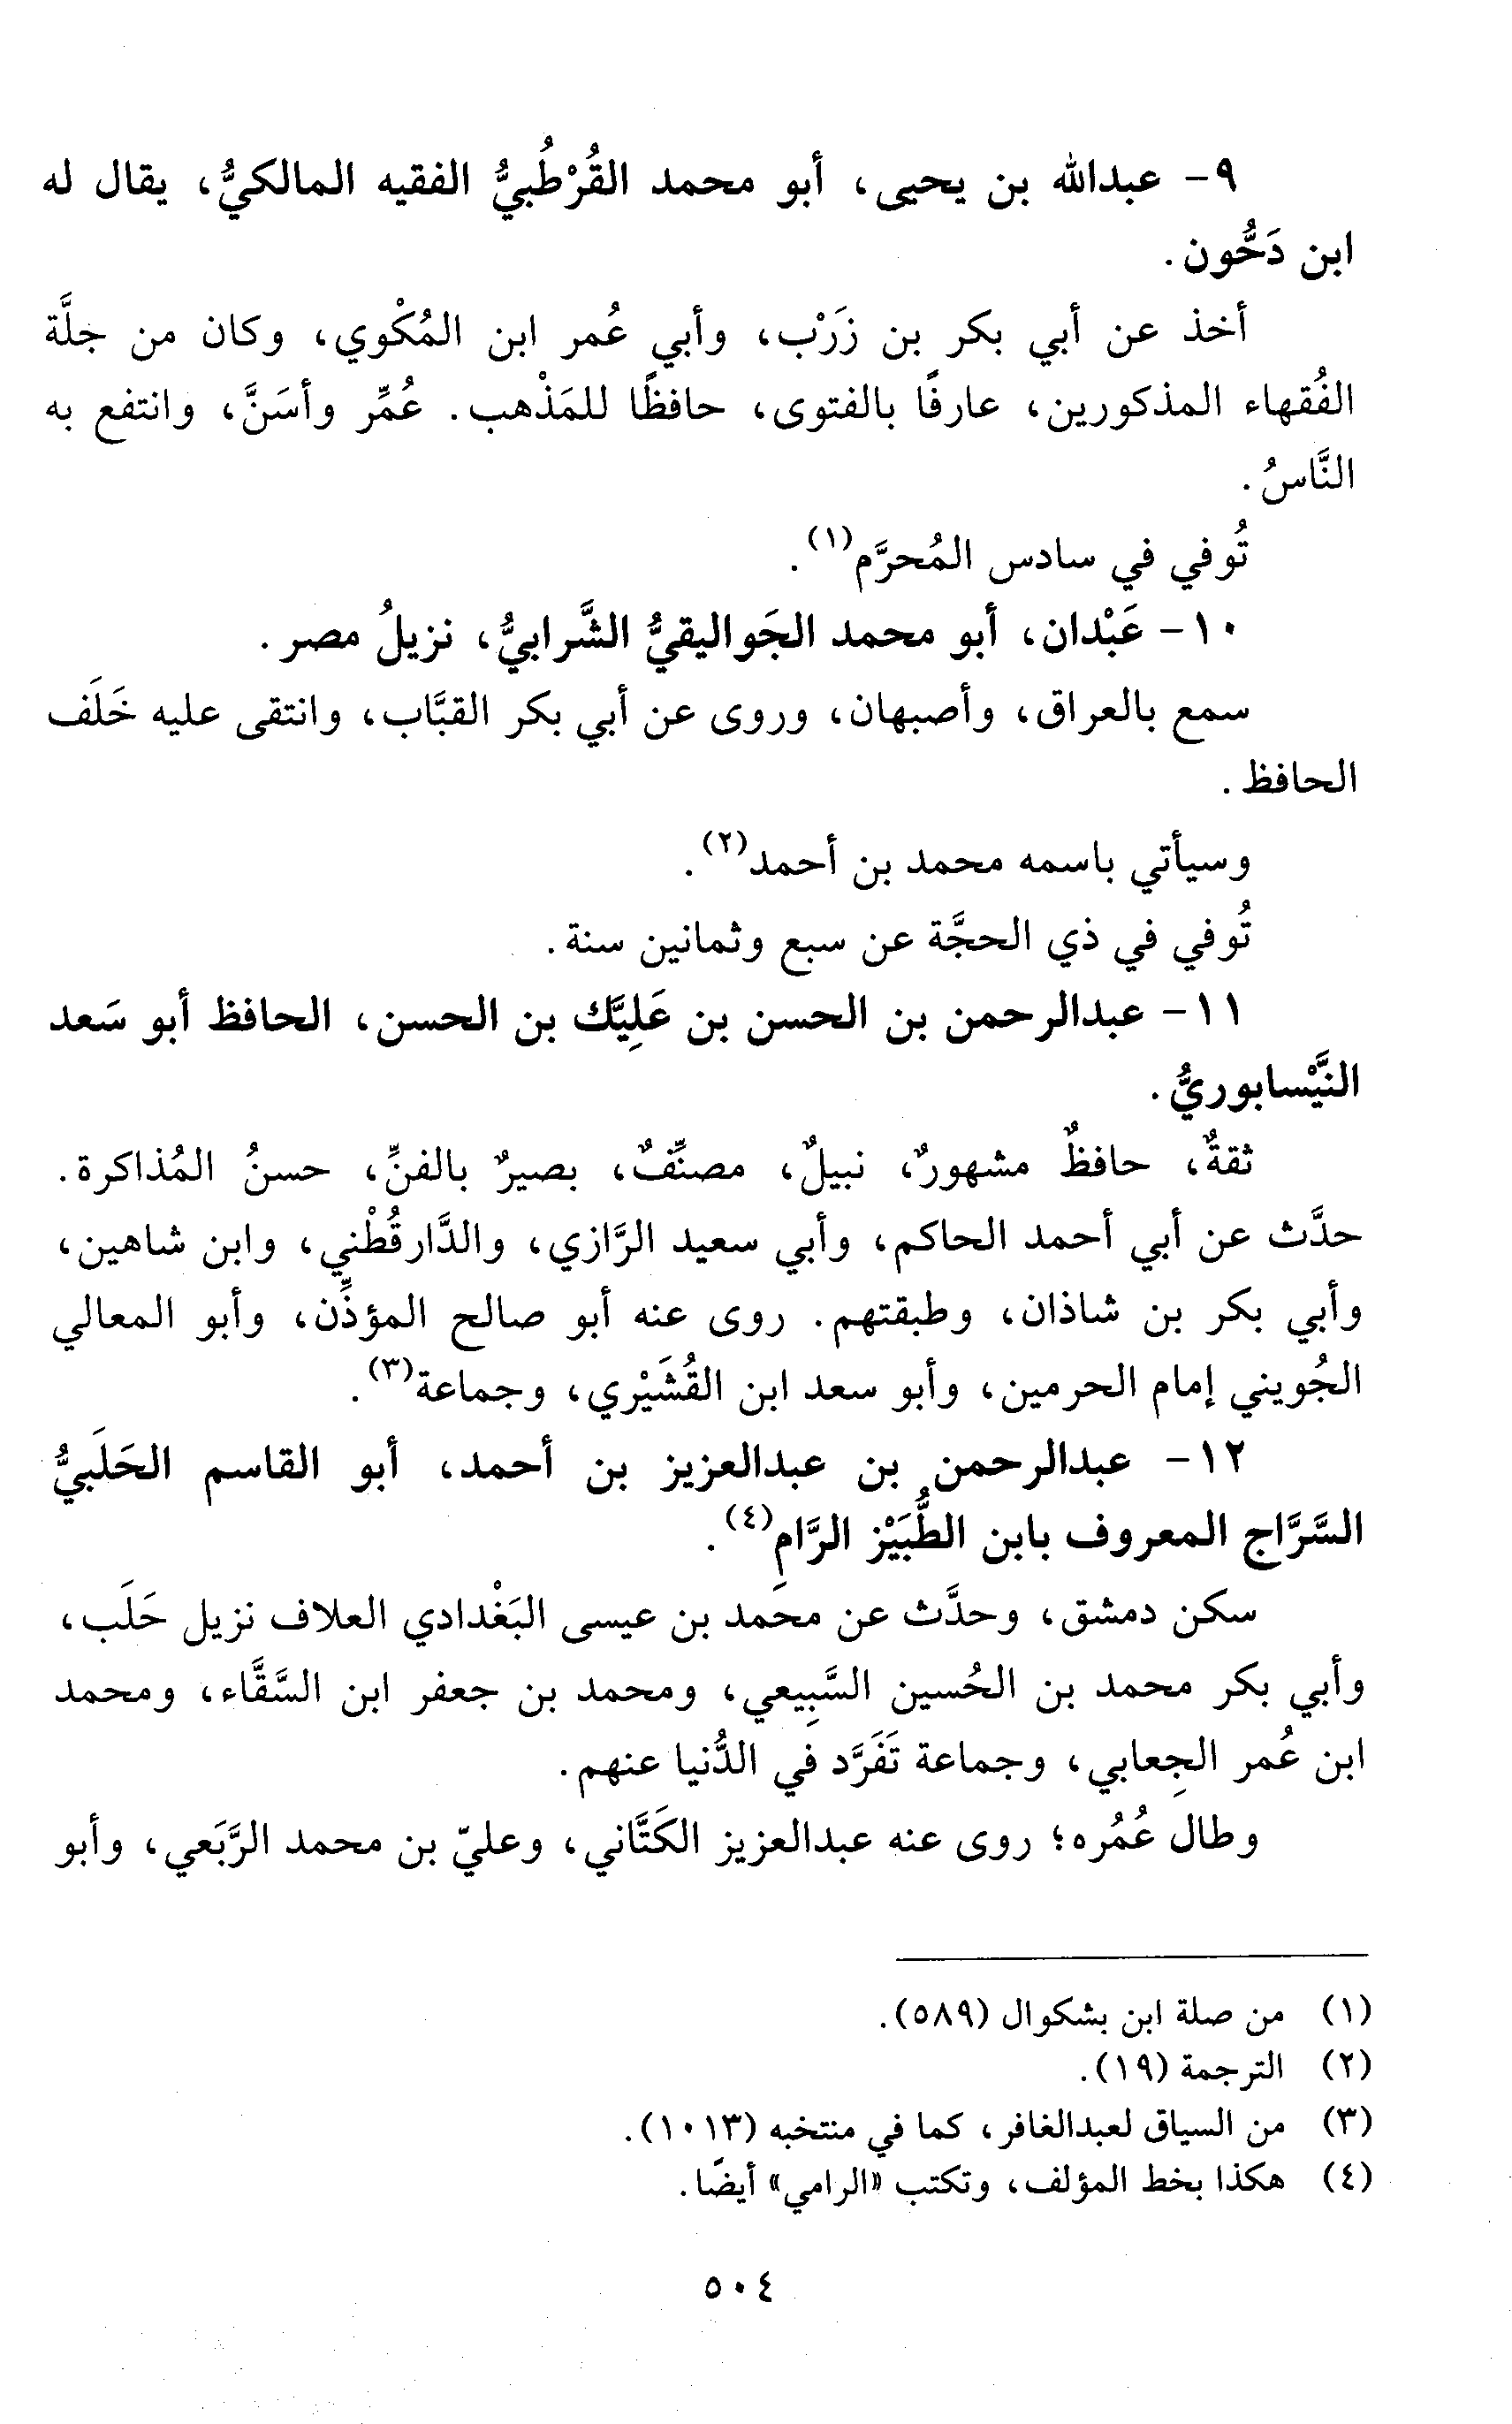 ٩- عبدالله بن يحيى، أبو محمد القُرْطُبيُّ الفقيه المالكيُّ، يقال له
ابن دَحُّون.
أخذ عن أبي بكر بن زَرْب، وأبي عُمر ابن المُكْوي، وكان من جلَّة
الفُقهاء المذكورين، عارفًا بالفتوى، حافظًا للمَذْهب. عُمِّر وأسَنَّ، وانتفع به
النَّاسُ.
تُوفي في سادس المُحرَّم(١).
١٠- عَبْدان، أبو محمد الجَواليقيُّ الشَّرابيُّ، نزيلُ مصر.
سمع بالعراق، وأصبهان، وروى عن أبي بكر القبَّاب، وانتقى عليه خَلَف
الحافظ.
وسيأتي باسمه محمد بن أحمد(٢).
تُوفي في ذي الحجَّة عن سبع وثمانين سنة.
١١- عبدالرحمن بن الحسن بن عَلِيَّك بن الحسن، الحافظ أبو سَعد
النَّيْسابوريُّ.
ثقةٌ، حافظٌ مشهورٌ، نبيلٌ، مصنِّفٌ، بصيرٌ بالفنِّ، حسنُ المُذاكرة.
حدَّث عن أبي أحمد الحاكم، وأبي سعيد الرَّازي، والدَّارقُطْني، وابن شاهين،
وأبي بكر بن شاذان، وطبقتهم. روى عنه أبو صالح المؤذِّن، وأبو المعالي
الجُويني إمام الحرمين، وأبو سعد ابن القُشَيْري، وجماعة(٣).
١٢- عبدالرحمن بن عبدالعزيز بن أحمد، أبو القاسم الحَلَبيُّ
السَّرَّاج المعروف بابن الطُّبَيْز الرَّامِ(٤).
سكن دمشق، وحدَّث عن محمد بن عيسى البَغْدادي العلاف نزيل حَلَب،
وأبي بكر محمد بن الحُسين السَّبِيعي، ومحمد بن جعفر ابن السَّقَّاء، ومحمد
ابن عُمر الجِعابي، وجماعة تَفَرَّد في الدُّنيا عنهم.
وطال عُمُره؛ روى عنه عبدالعزيز الكَتَّاني، وعليّ بن محمد الرَّبَعي، وأبو
(١) من صلة ابن بشكوال (٥٨٩).
(٢) الترجمة (١٩).
(٣) من السياق لعبدالغافر، كما في منتخبه (١٠١٣).
(٤) هكذا بخط المؤلف، وتكتب «الرامي» أيضًا.
٥٠٤